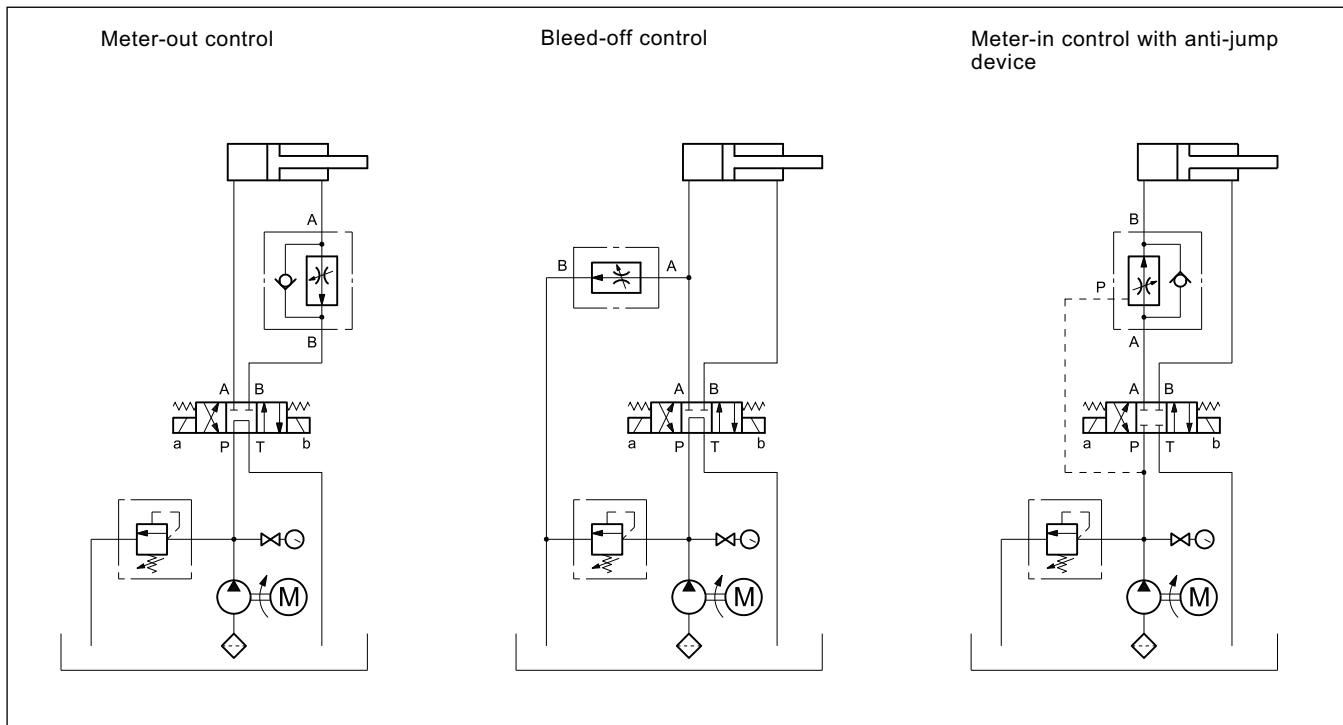 Meter-out control
A
B
A B
a P T b
M
Bleed-off control
B A
A B
a P T b
M
Meter-in control with anti-jump
device
B
P
A
A B
a P T b
M